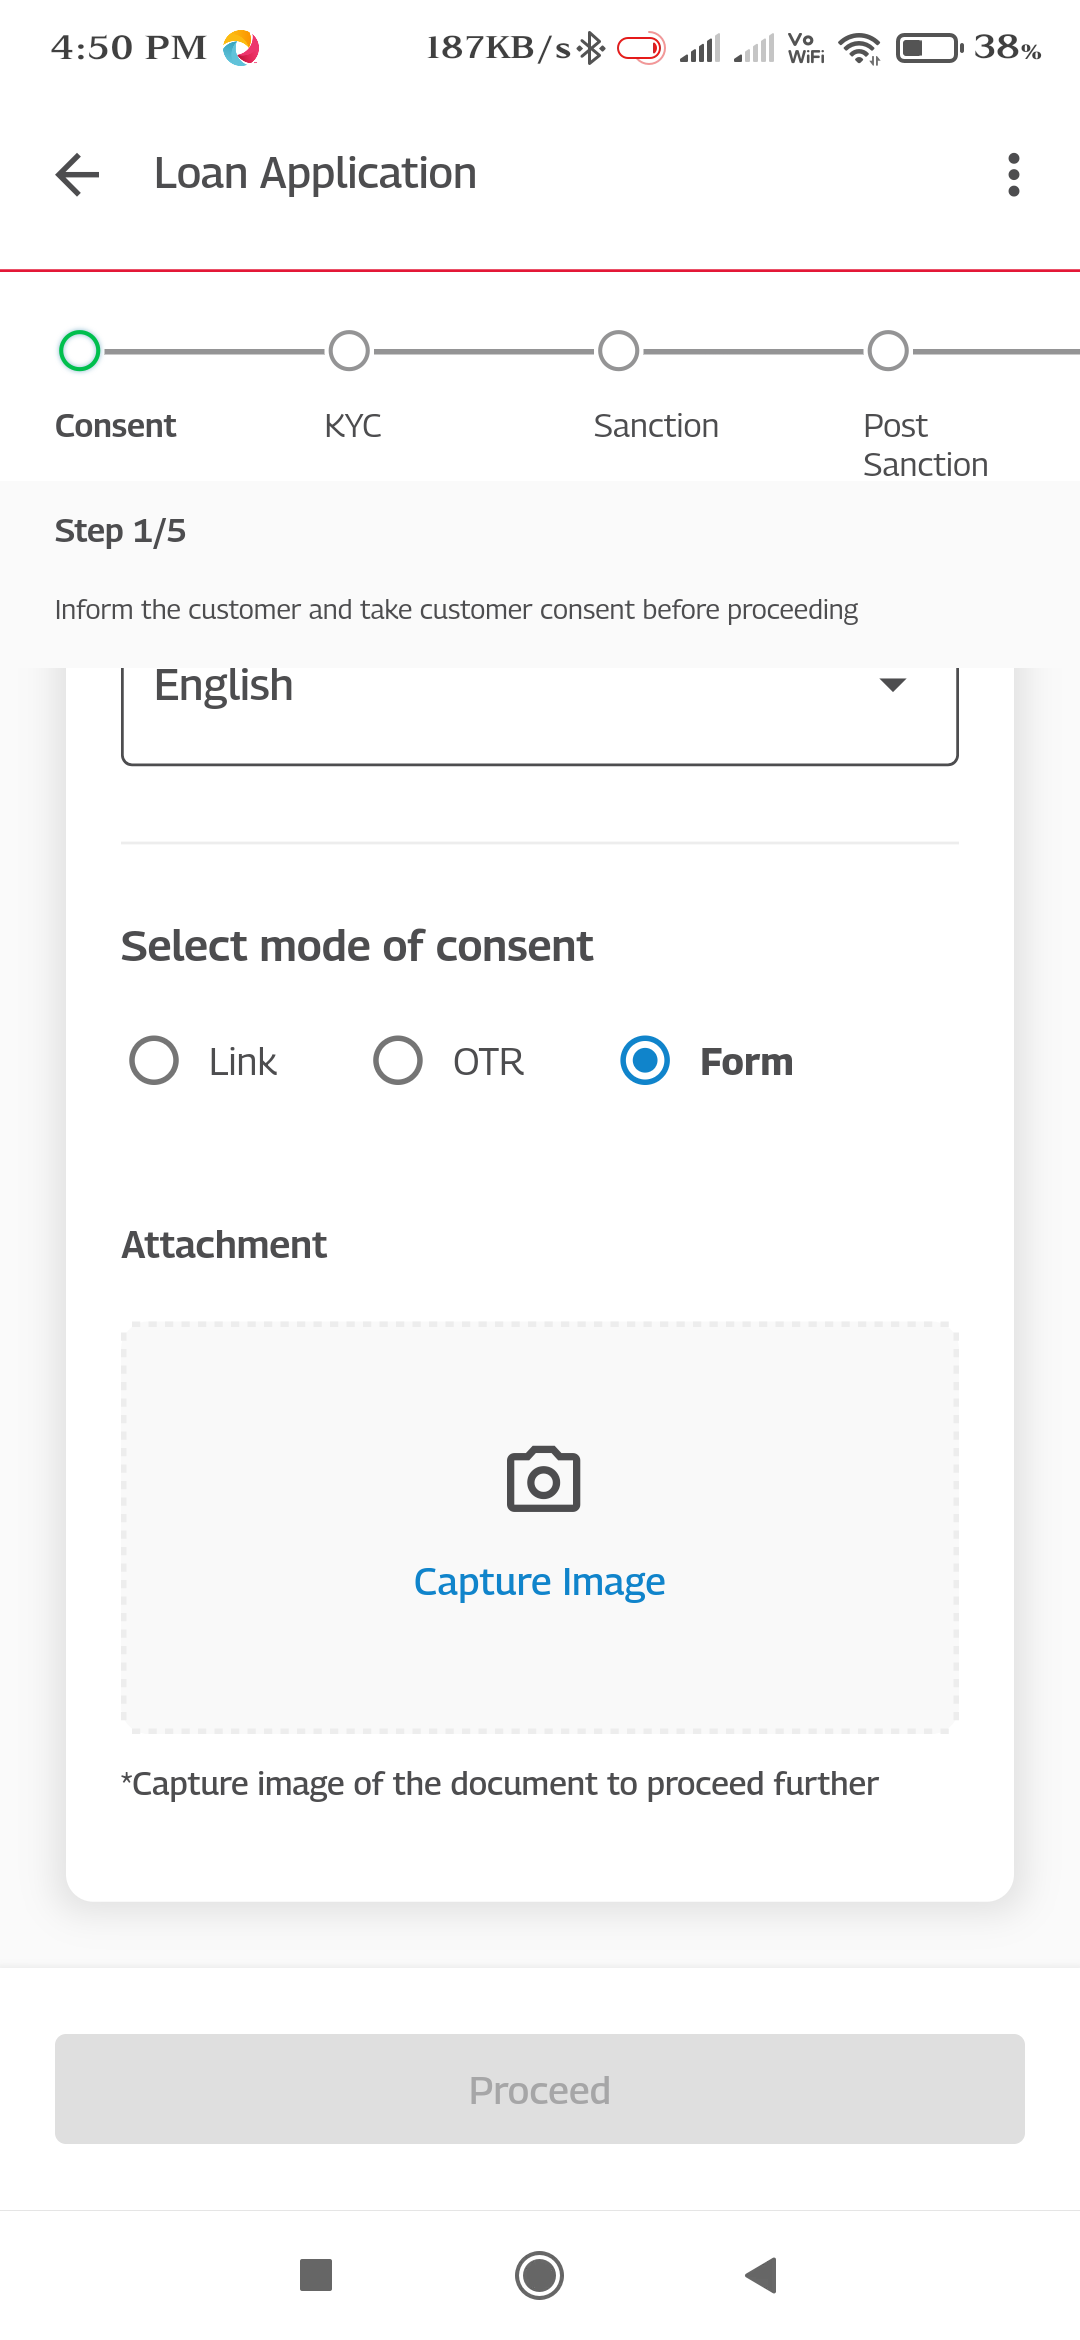 4:50 PM 187KB/s Vo WiFi 38%
Loan Application
Consent KYC Sanction Post Sanction
Step 1/5
Inform the customer and take customer consent before proceeding
English
Select mode of consent
Link OTR Form
Attachment
Capture Image
*Capture image of the document to proceed further
Proceed